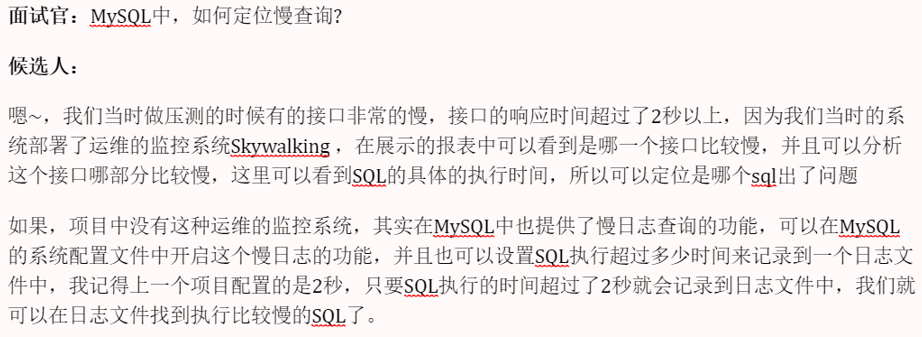 面试官：MySQL中，如何定位慢查询?
候选人：
嗯~，我们当时做压测的时候有的接口非常的慢，接口的响应时间超过了2秒以上，因为我们当时的系
统部署了运维的监控系统Skywalking ，在展示的报表中可以看到是哪一个接口比较慢，并且可以分析
这个接口哪部分比较慢，这里可以看到SQL的具体的执行时间，所以可以定位是哪个sql出了问题
如果，项目中没有这种运维的监控系统，其实在MySQL中也提供了慢日志查询的功能，可以在MySQL
的系统配置文件中开启这个慢日志的功能，并且也可以设置SQL执行超过多少时间来记录到一个日志文
件中，我记得上一个项目配置的是2秒，只要SQL执行的时间超过了2秒就会记录到日志文件中，我们就
可以在日志文件找到执行比较慢的SQL了。